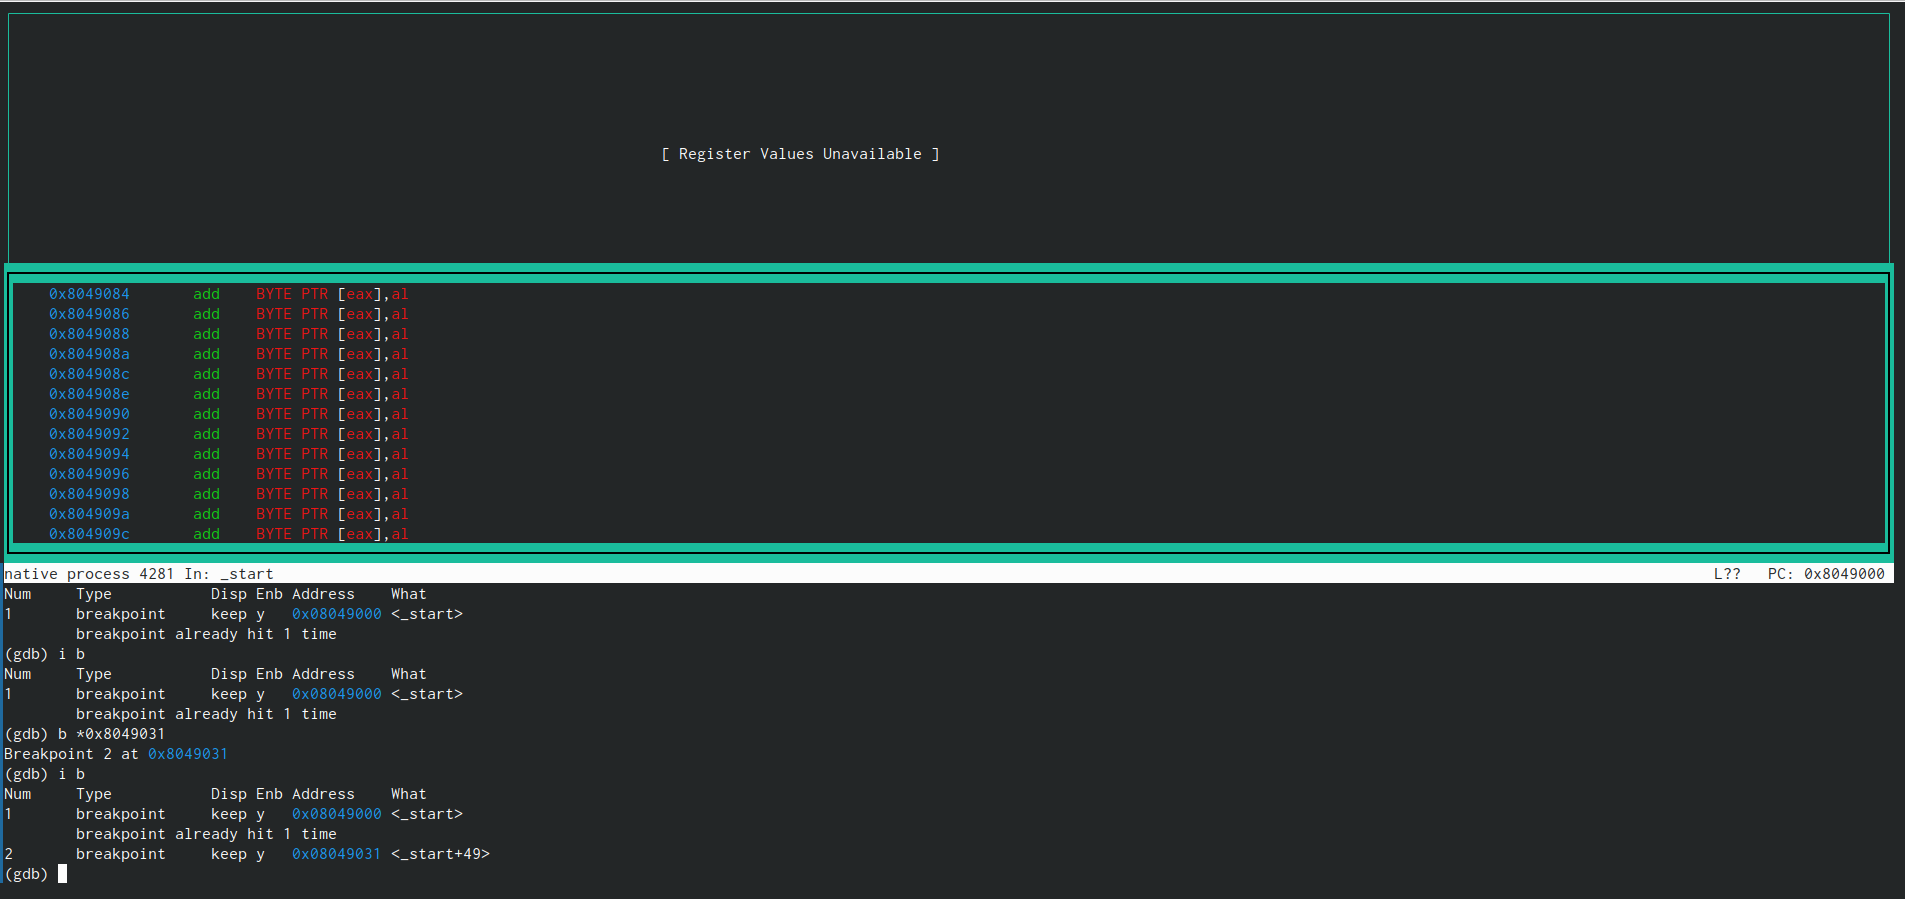 [ Register Values Unavailable ]
0x8049084 add BYTE PTR [eax],al
0x8049086 add BYTE PTR [eax],al
0x8049088 add BYTE PTR [eax],al
0x804908a add BYTE PTR [eax],al
0x804908c add BYTE PTR [eax],al
0x804908e add BYTE PTR [eax],al
0x8049090 add BYTE PTR [eax],al
0x8049092 add BYTE PTR [eax],al
0x8049094 add BYTE PTR [eax],al
0x8049096 add BYTE PTR [eax],al
0x8049098 add BYTE PTR [eax],al
0x804909a add BYTE PTR [eax],al
0x804909c add BYTE PTR [eax],al
native process 4281 In: _start L?? PC: 0x8049000
Num Type Disp Enb Address What
1 breakpoint keep y 0x08049000 <_start>
breakpoint already hit 1 time
(gdb) i b
Num Type Disp Enb Address What
1 breakpoint keep y 0x08049000 <_start>
breakpoint already hit 1 time
(gdb) b *0x8049031
Breakpoint 2 at 0x8049031
(gdb) i b
Num Type Disp Enb Address What
1 breakpoint keep y 0x08049000 <_start>
breakpoint already hit 1 time
2 breakpoint keep y 0x08049031 <_start+49>
(gdb)